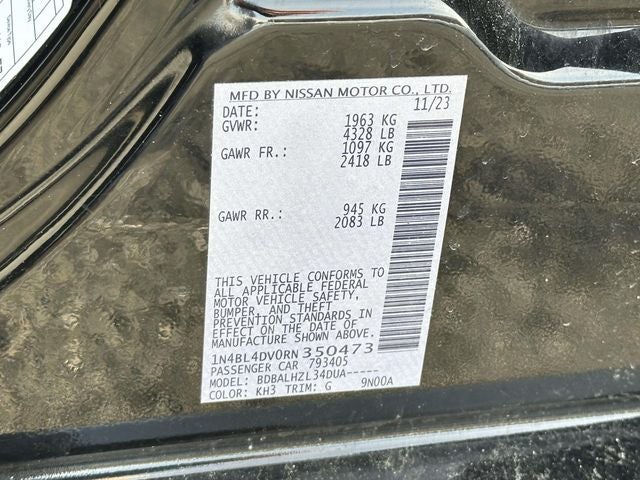 MFD BY NISSAN MOTOR CO., LTD.
DATE: 11/23
GVWR: 1963 KG
4328 LB
GAWR FR.: 1097 KG
2418 LB
GAWR RR.: 945 KG
2083 LB
THIS VEHICLE CONFORMS TO
ALL APPLICABLE FEDERAL
MOTOR VEHICLE SAFETY,
BUMPER, AND THEFT
PREVENTION STANDARDS IN
EFFECT ON THE DATE OF
MANUFACTURE SHOWN ABOVE.
1N4BL4DV0RN350473
PASSENGER CAR 793405
MODEL: BDBALHZL34DUA-----
COLOR: KH3 TRIM: G 9N00A